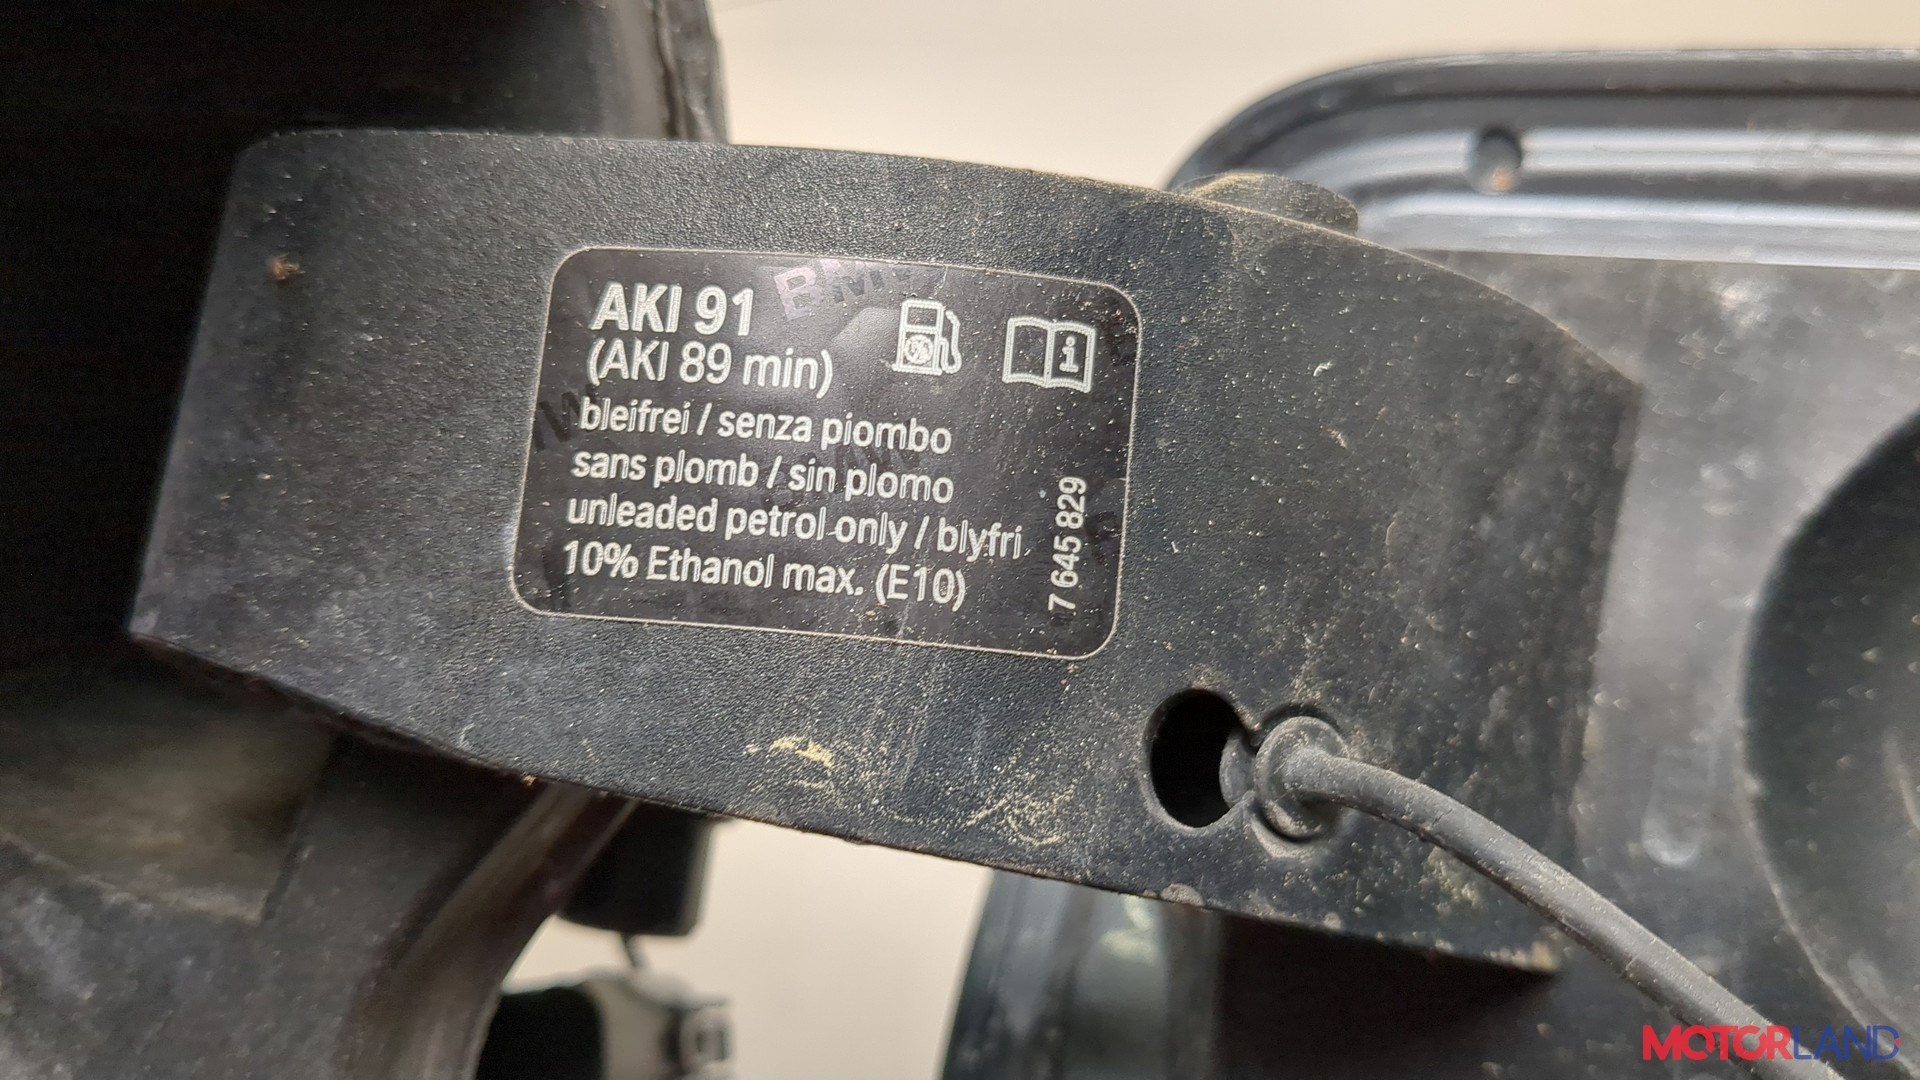 AKI 91
(AKI 89 min)
bleifrei / senza piombo
sans plomb / sin plomo
unleaded petrol only / blyfri
10% Ethanol max. (E10)
7 645 829
BMW
MOTORLAND